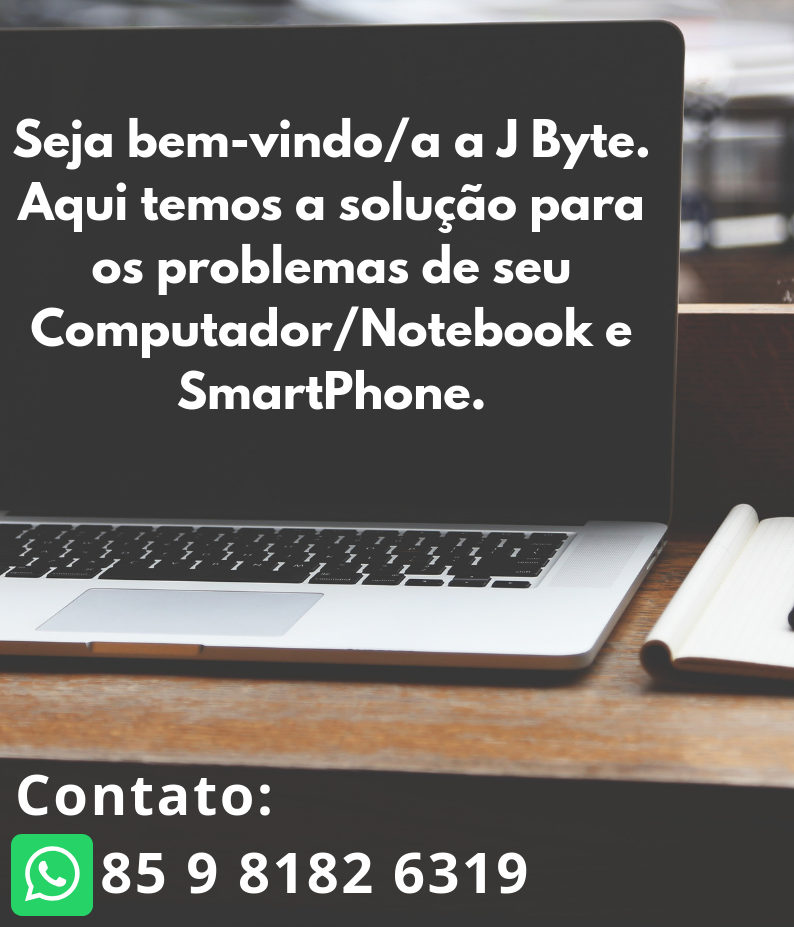 Seja bem-vindo/a a J Byte.
Aqui temos a solução para
os problemas de seu
Computador/Notebook e
SmartPhone.
Contato:
85 9 8182 6319